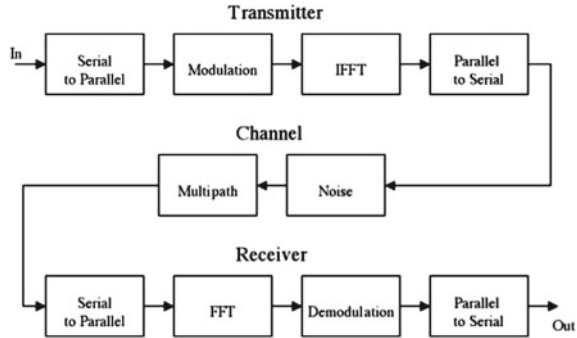 Transmitter
In
Serial
to Parallel
Modulation
IFFT
Parallel
to Serial
Channel
Multipath
Noise
Receiver
Serial
to Parallel
FFT
Demodulation
Parallel
to Serial
Out